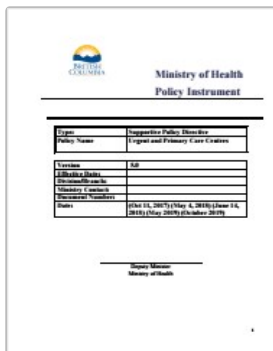 BRITISH
COLUMBIA
Ministry of Health
Policy Instrument
Type: Supportive Policy Directive
Policy Name Urgent and Primary Care Centers
Version 5.0
Effective Date:
Division/Branch:
Ministry Contact:
Document Number:
Date: (Oct 11, 2017) (May 4, 2018) (June 14,
2018) (May 2019) (October 2019)
Deputy Minister
Ministry of Health